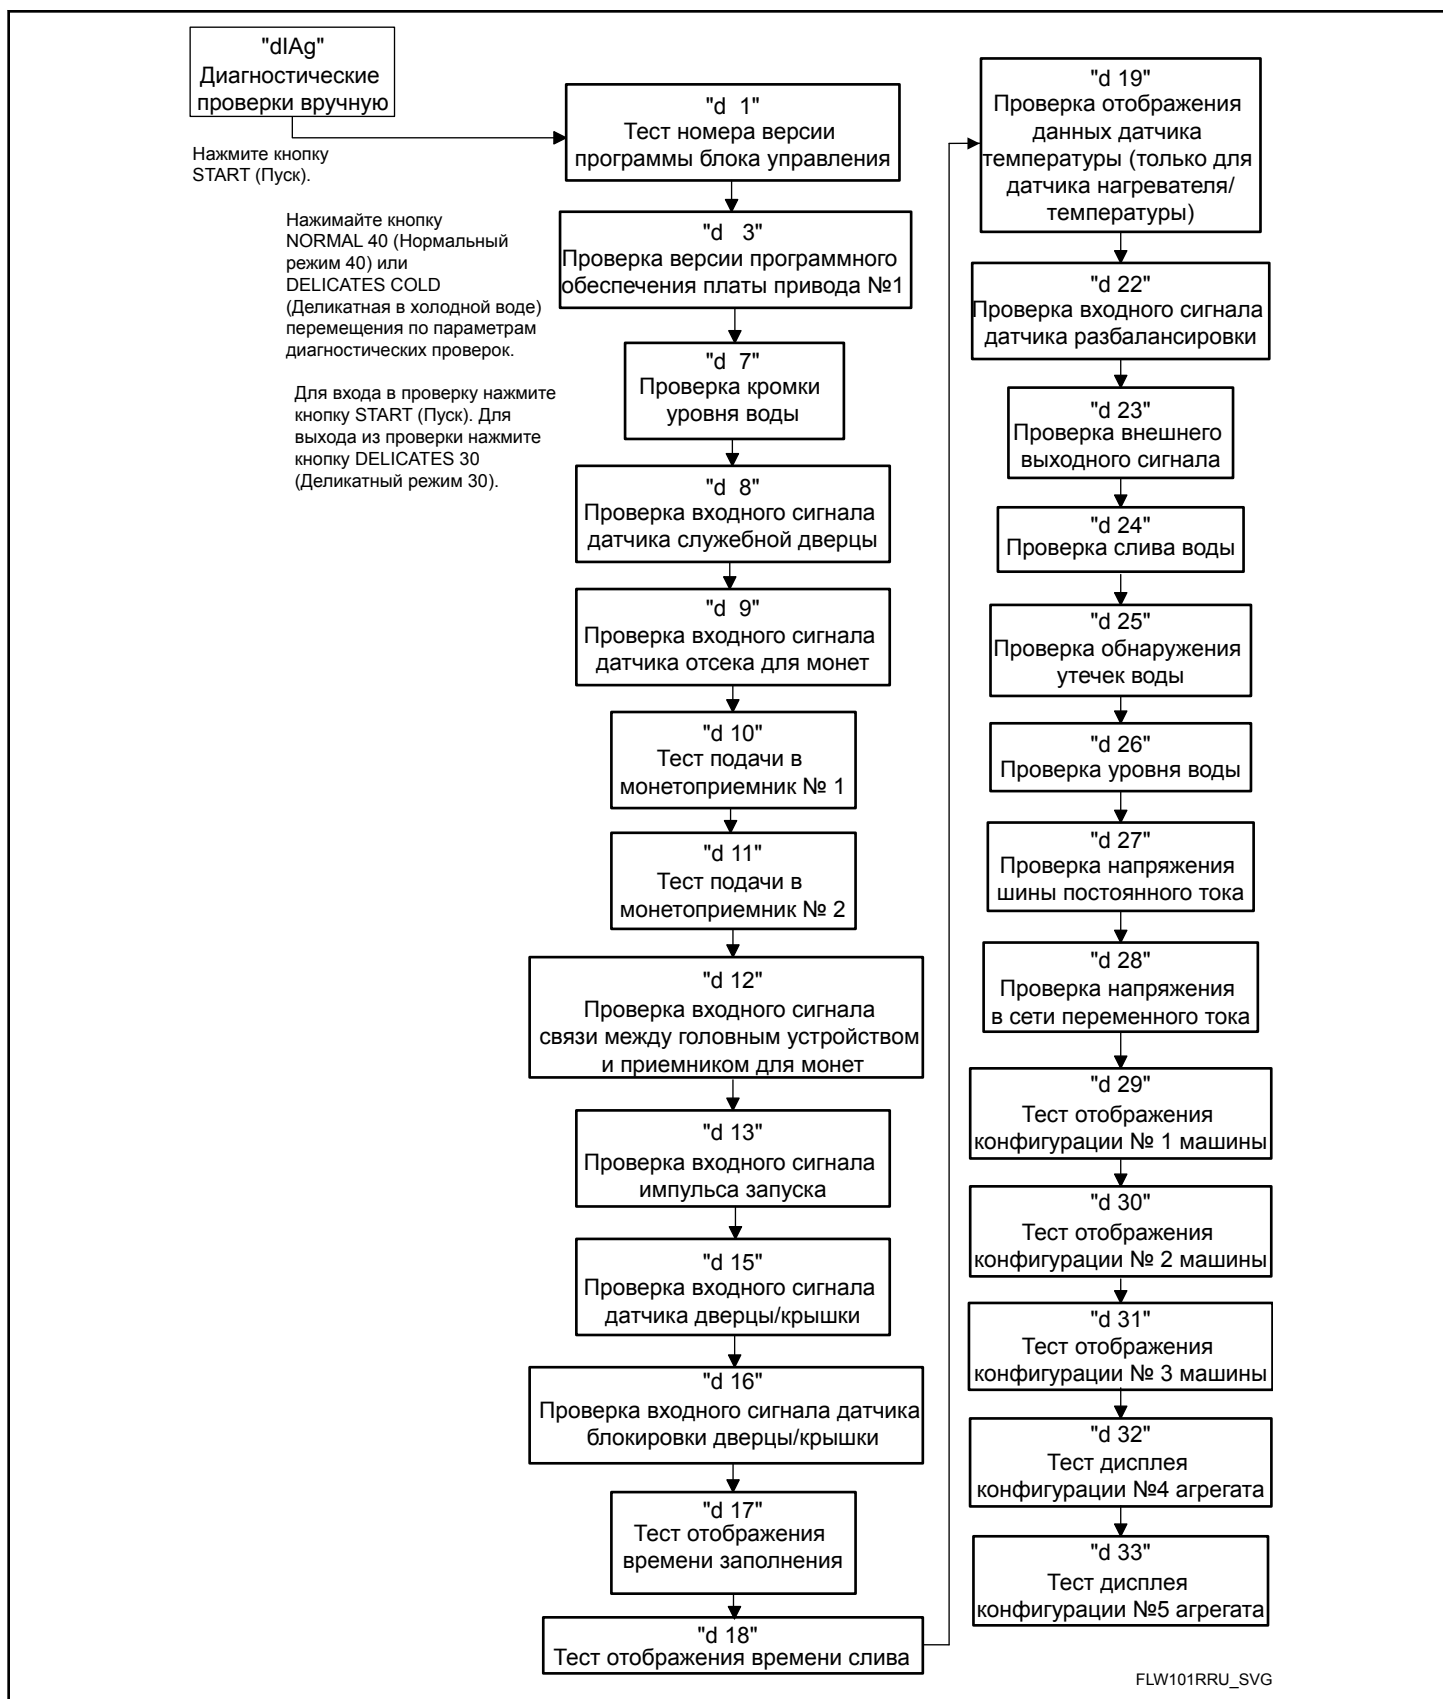 "dIAg"
Диагностические
проверки вручную
Нажмите кнопку
START (Пуск).
Нажимайте кнопку
NORMAL 40 (Нормальный
режим 40) или
DELICATES COLD
(Деликатная в холодной воде)
перемещения по параметрам
диагностических проверок.
Для входа в проверку нажмите
кнопку START (Пуск). Для
выхода из проверки нажмите
кнопку DELICATES 30
(Деликатный режим 30).
"d 1"
Тест номера версии
программы блока управления
"d 3"
Проверка версии программного
обеспечения платы привода №1
"d 7"
Проверка кромки
уровня воды
"d 8"
Проверка входного сигнала
датчика служебной дверцы
"d 9"
Проверка входного сигнала
датчика отсека для монет
"d 10"
Тест подачи в
монетоприемник № 1
"d 11"
Тест подачи в
монетоприемник № 2
"d 12"
Проверка входного сигнала
связи между головным устройством
и приемником для монет
"d 13"
Проверка входного сигнала
импульса запуска
"d 15"
Проверка входного сигнала
датчика дверцы/крышки
"d 16"
Проверка входного сигнала датчика
блокировки дверцы/крышки
"d 17"
Тест отображения
времени заполнения
"d 18"
Тест отображения времени слива
"d 19"
Проверка отображения
данных датчика
температуры (только для
датчика нагревателя/
температуры)
"d 22"
Проверка входного сигнала
датчика разбалансировки
"d 23"
Проверка внешнего
выходного сигнала
"d 24"
Проверка слива воды
"d 25"
Проверка обнаружения
утечек воды
"d 26"
Проверка уровня воды
"d 27"
Проверка напряжения
шины постоянного тока
"d 28"
Проверка напряжения
в сети переменного тока
"d 29"
Тест отображения
конфигурации № 1 машины
"d 30"
Тест отображения
конфигурации № 2 машины
"d 31"
Тест отображения
конфигурации № 3 машины
"d 32"
Тест дисплея
конфигурации №4 агрегата
"d 33"
Тест дисплея
конфигурации №5 агрегата
FLW101RRU_SVG